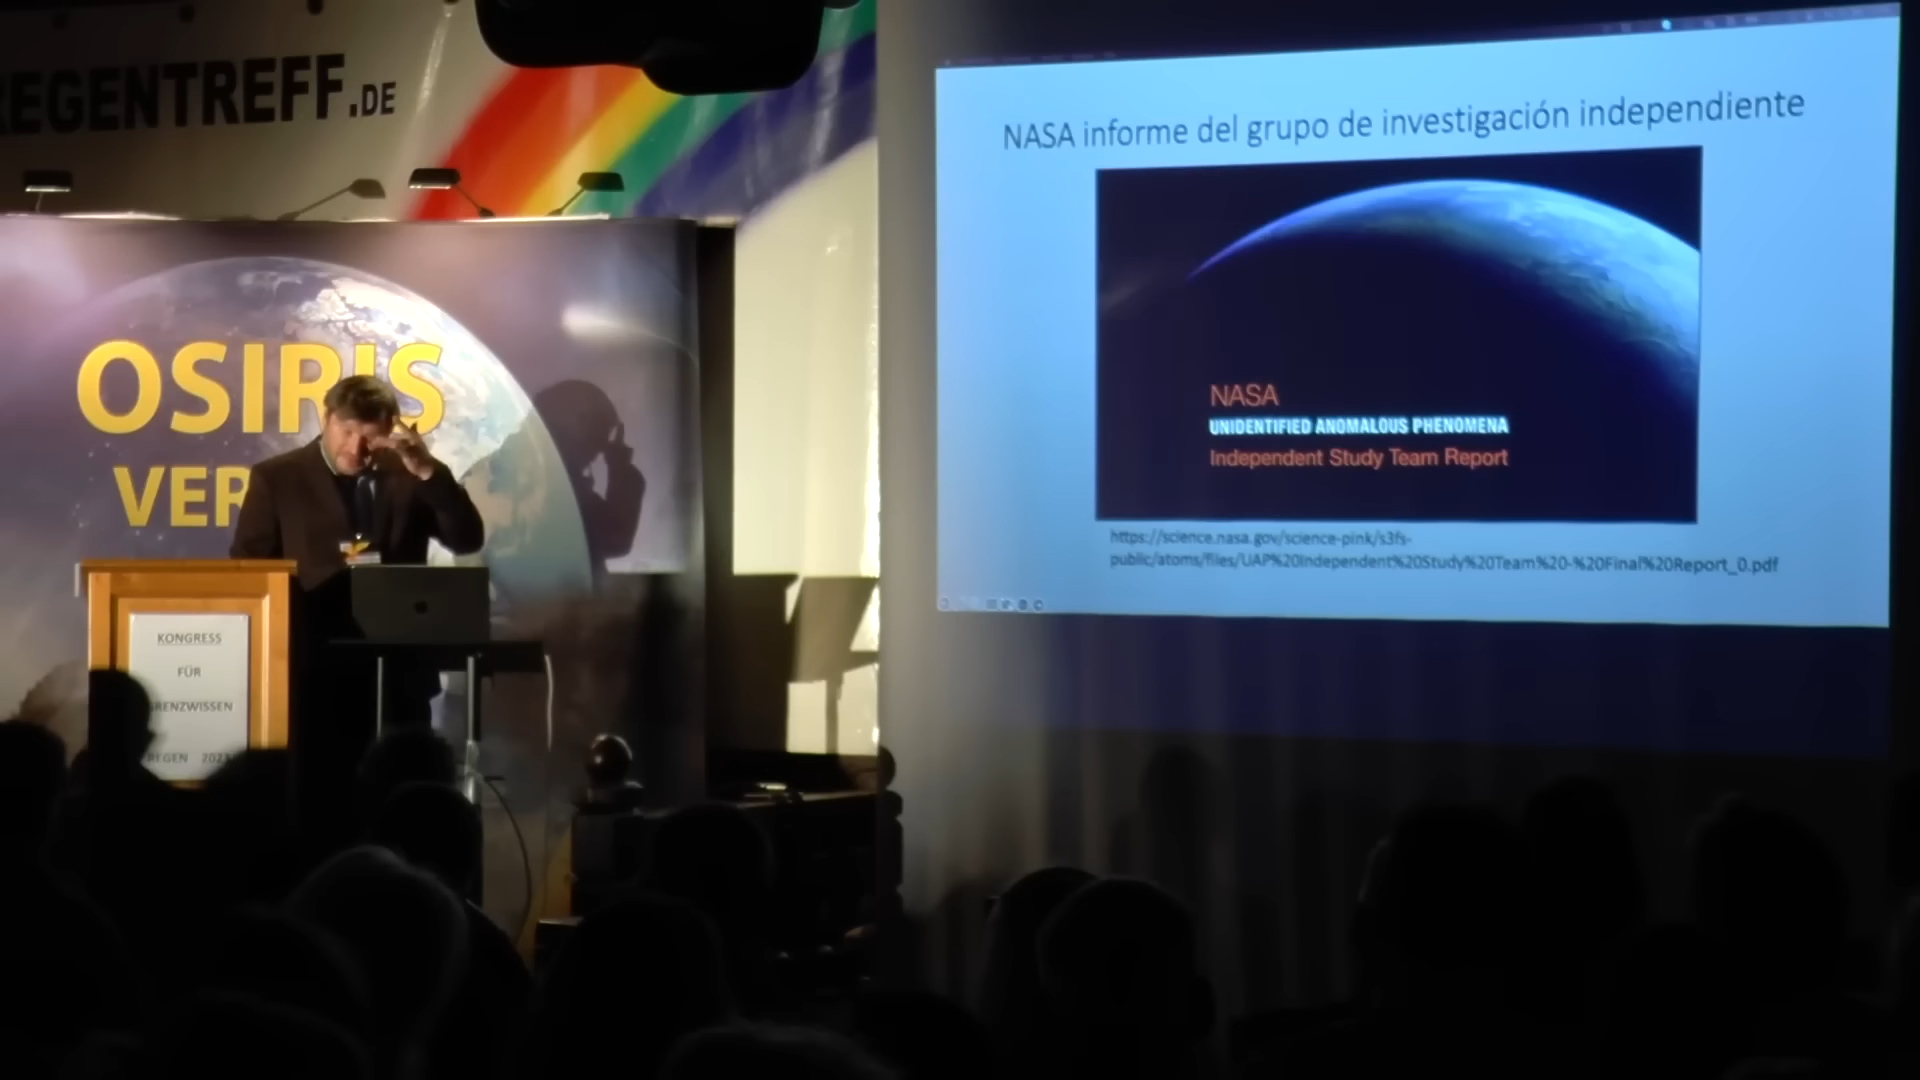 REGENTREFF.DE
OSIRIS
VER
KONGRESS
FÜR
GRENZWISSEN
REGEN
NASA informe del grupo de investigación independiente
NASA
UNIDENTIFIED ANOMALOUS PHENOMENA
Independent Study Team Report
https://science.nasa.gov/science-pink/s3fs-
public/atoms/files/UAP%20Independent%20Study%20Team%20-%20Final%20Report_0.pdf